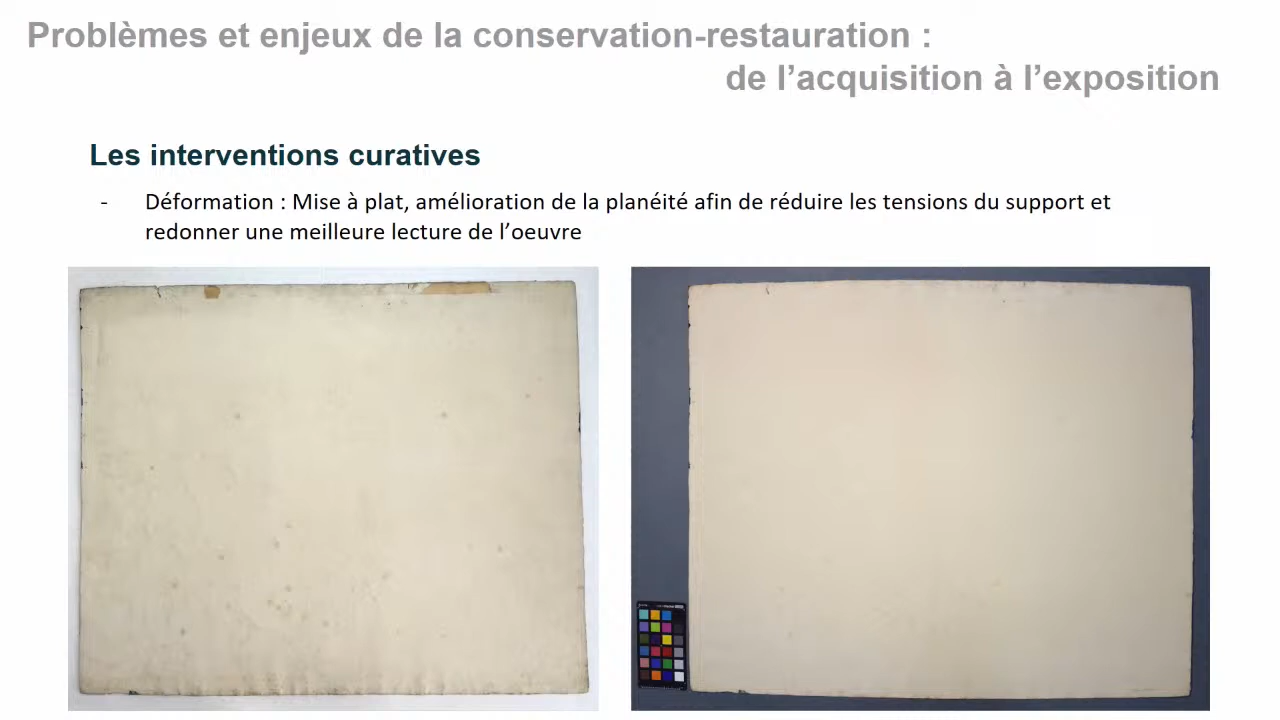 Problèmes et enjeux de la conservation-restauration :
de l’acquisition à l’exposition
Les interventions curatives
- Déformation : Mise à plat, amélioration de la planéité afin de réduire les tensions du support et
redonner une meilleure lecture de l’oeuvre